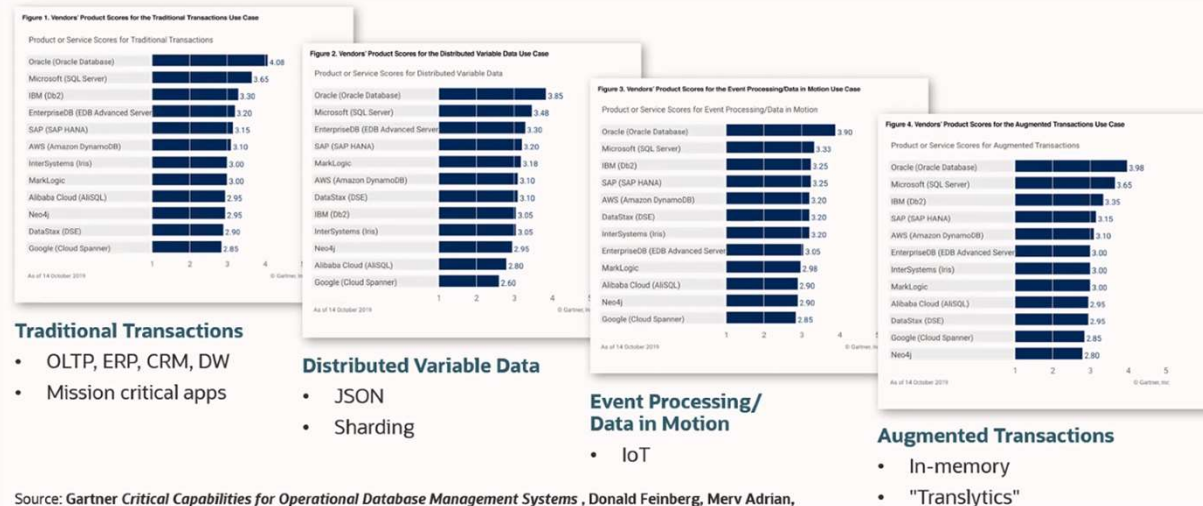 Figure 1. Vendors' Product Scores for the Traditional Transactions Use Case
Product or Service Scores for Traditional Transactions
Oracle (Oracle Database) 4.08
Microsoft (SQL Server) 3.65
IBM (Db2) 3.30
EnterpriseDB (EDB Advanced Server 3.20
SAP (SAP HANA) 3.15
AWS (Amazon DynamoDB) 3.10
InterSystems (Iris) 3.00
MarkLogic 3.00
Alibaba Cloud (AliSQL) 2.95
Neo4j 2.95
DataStax (DSE) 2.90
Google (Cloud Spanner) 2.85
1 2 3 4
As of 14 October 2019 © Gartner, In
Traditional Transactions
• OLTP, ERP, CRM, DW
• Mission critical apps
Figure 2. Vendors' Product Scores for the Distributed Variable Data Use Case
Product or Service Scores for Distributed Variable Data
Oracle (Oracle Database) 3.85
Microsoft (SQL Server) 3.48
EnterpriseDB (EDB Advanced Server 3.30
SAP (SAP HANA) 3.20
MarkLogic 3.18
AWS (Amazon DynamoDB) 3.10
DataStax (DSE) 3.10
IBM (Db2) 3.05
InterSystems (Iris) 3.05
Neo4j 2.95
Alibaba Cloud (AliSQL) 2.80
Google (Cloud Spanner) 2.60
1 2 3 4
As of 14 October 2019 © Gartner, In
Distributed Variable Data
• JSON
• Sharding
Figure 3. Vendors' Product Scores for the Event Processing/Data in Motion Use Case
Product or Service Scores for Event Processing/Data in Motion
Oracle (Oracle Database) 3.90
Microsoft (SQL Server) 3.33
IBM (Db2) 3.25
SAP (SAP HANA) 3.25
AWS (Amazon DynamoDB) 3.20
DataStax (DSE) 3.20
InterSystems (Iris) 3.20
EnterpriseDB (EDB Advanced Server 3.05
MarkLogic 2.98
Alibaba Cloud (AliSQL) 2.90
Neo4j 2.90
Google (Cloud Spanner) 2.85
1 2 3 4
As of 14 October 2019 © Gartner, In
Event Processing/
Data in Motion
• IoT
Figure 4. Vendors' Product Scores for the Augmented Transactions Use Case
Product or Service Scores for Augmented Transactions
Oracle (Oracle Database) 3.98
Microsoft (SQL Server) 3.65
IBM (Db2) 3.35
SAP (SAP HANA) 3.15
AWS (Amazon DynamoDB) 3.10
EnterpriseDB (EDB Advanced Server 3.00
InterSystems (Iris) 3.00
MarkLogic 3.00
Alibaba Cloud (AliSQL) 2.95
DataStax (DSE) 2.95
Google (Cloud Spanner) 2.85
Neo4j 2.80
1 2 3 4 5
As of 14 October 2019 © Gartner, Inc
Augmented Transactions
• In-memory
• "Translytics"
Source: Gartner Critical Capabilities for Operational Database Management Systems , Donald Feinberg, Merv Adrian,